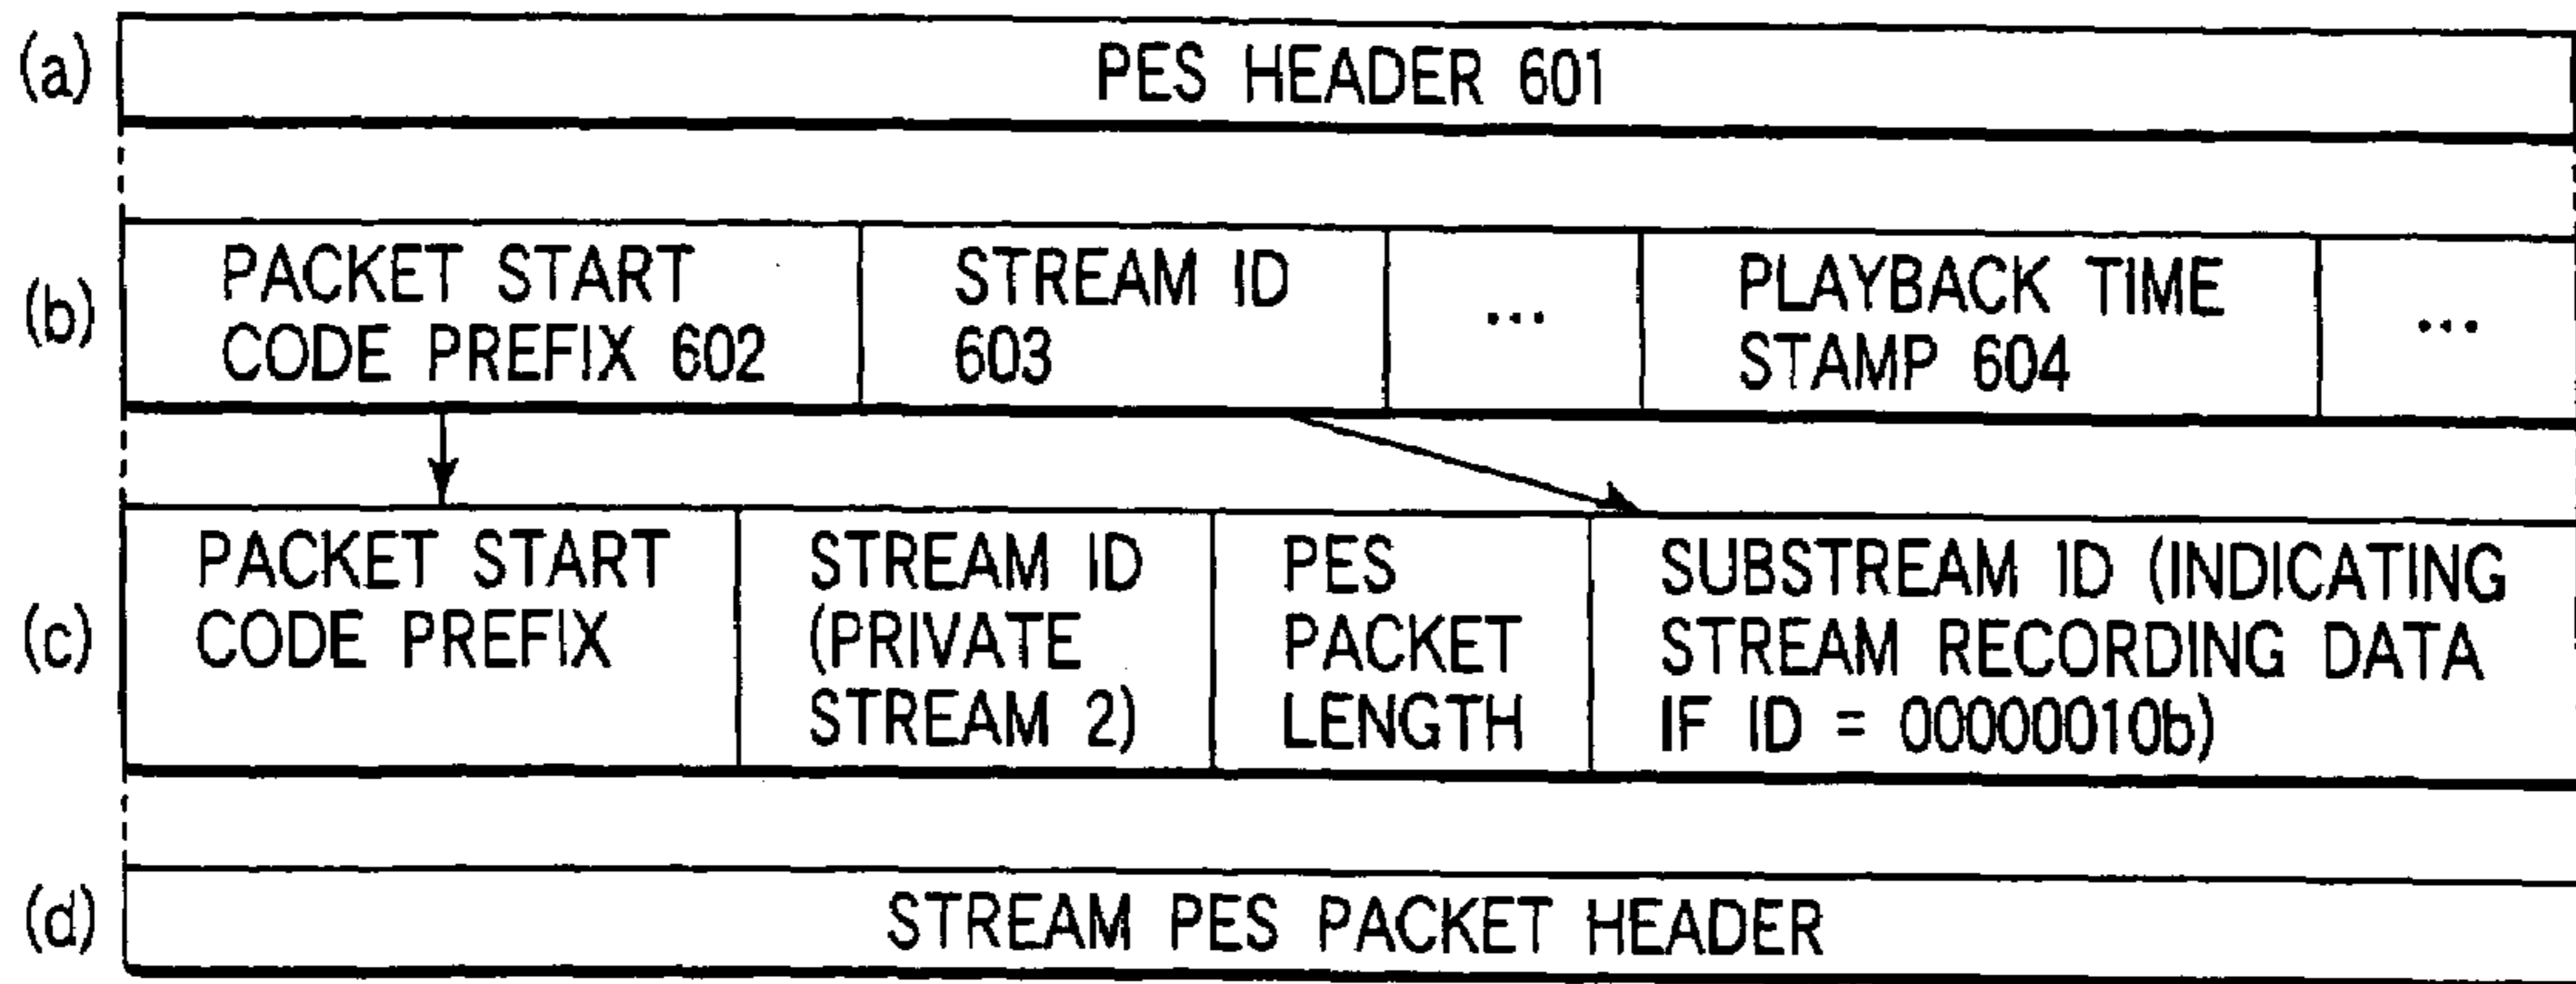 (a)
PES HEADER 601
(b)
PACKET START
CODE PREFIX 602
STREAM ID
603
...
PLAYBACK TIME
STAMP 604
...
(c)
PACKET START
CODE PREFIX
STREAM ID
(PRIVATE
STREAM 2)
PES
PACKET
LENGTH
SUBSTREAM ID (INDICATING
STREAM RECORDING DATA
IF ID = 00000010b)
(d)
STREAM PES PACKET HEADER